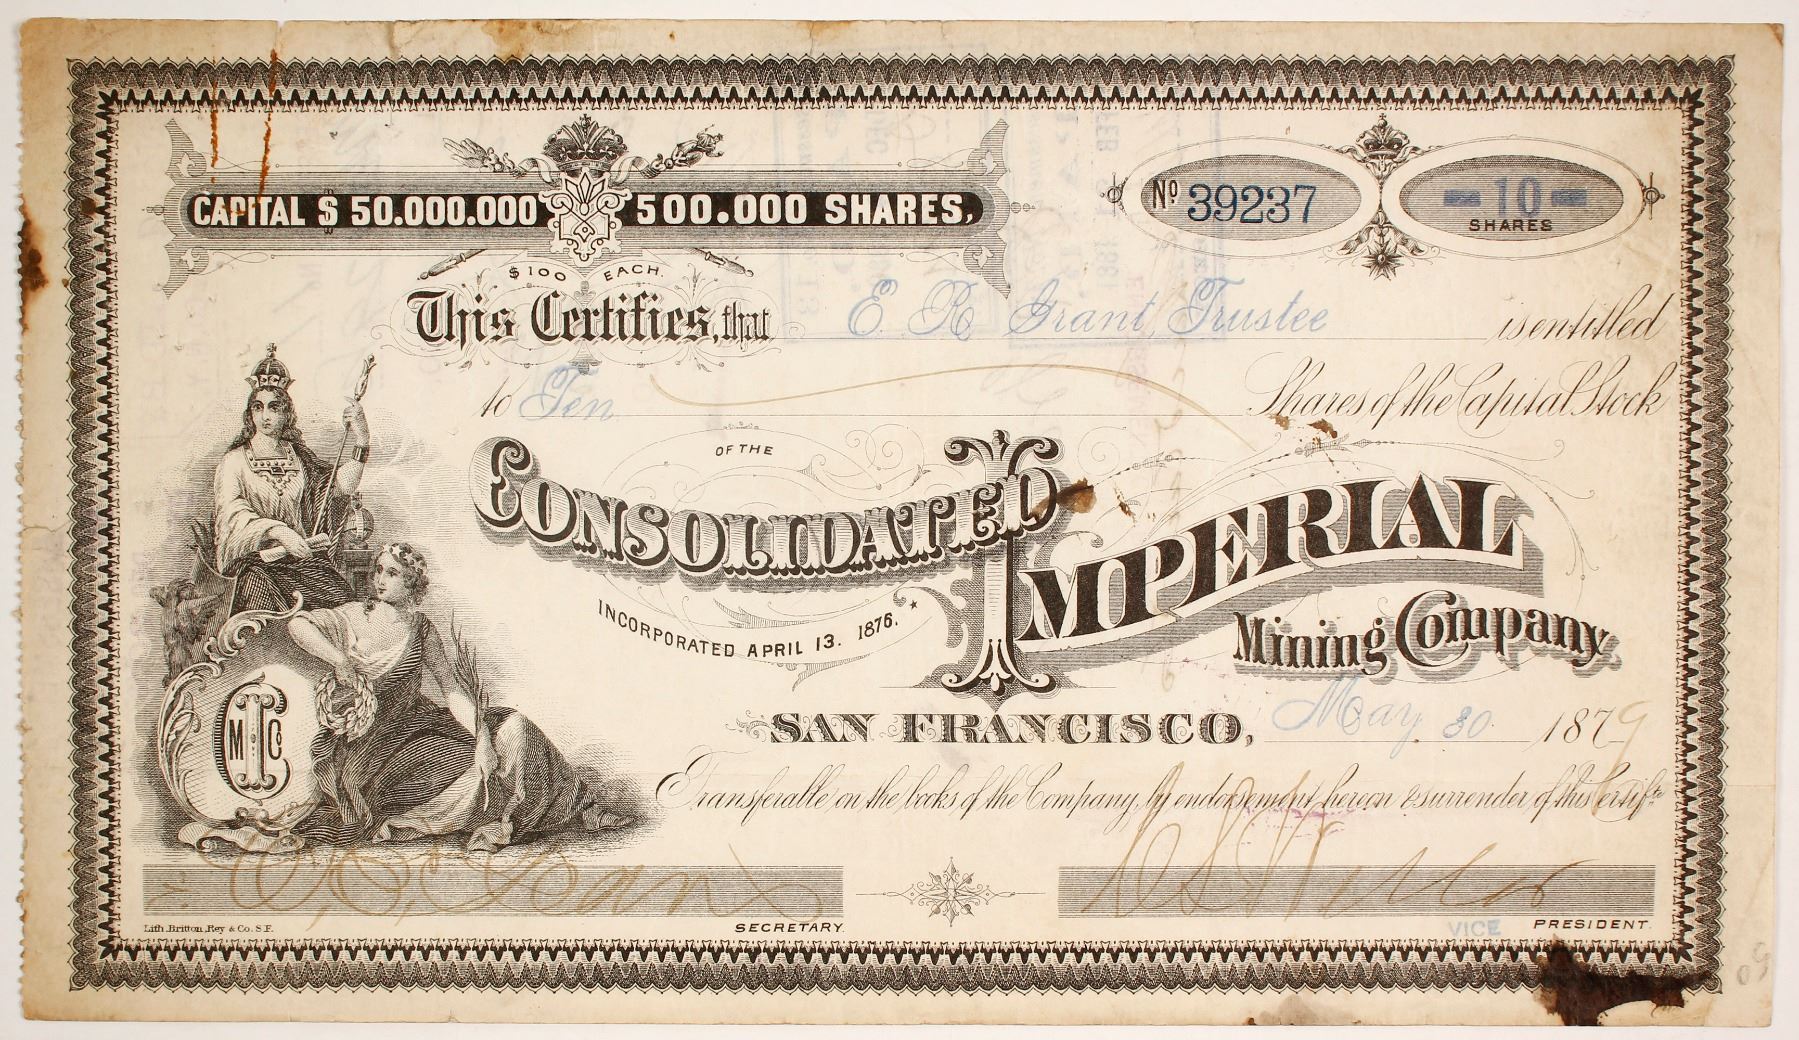 CAPITAL $ 50.000.000 500.000 SHARES,
$100 EACH.
Nº 39237
10
SHARES
This Certifies, that E. R. Grant, Trustee is entitled
to Ten Shares of the Capital Stock
OF THE
CONSOLIDATED IMPERIAL
Mining Company.
INCORPORATED APRIL 13. 1876.
M C I Co
SAN FRANCISCO, May 30 1879
Transferable on the books of the Company, by endorsement hereon & surrender of this Certifte
SECRETARY.
VICE PRESIDENT.
Lith. Britton, Rey & Co. S.F.
50